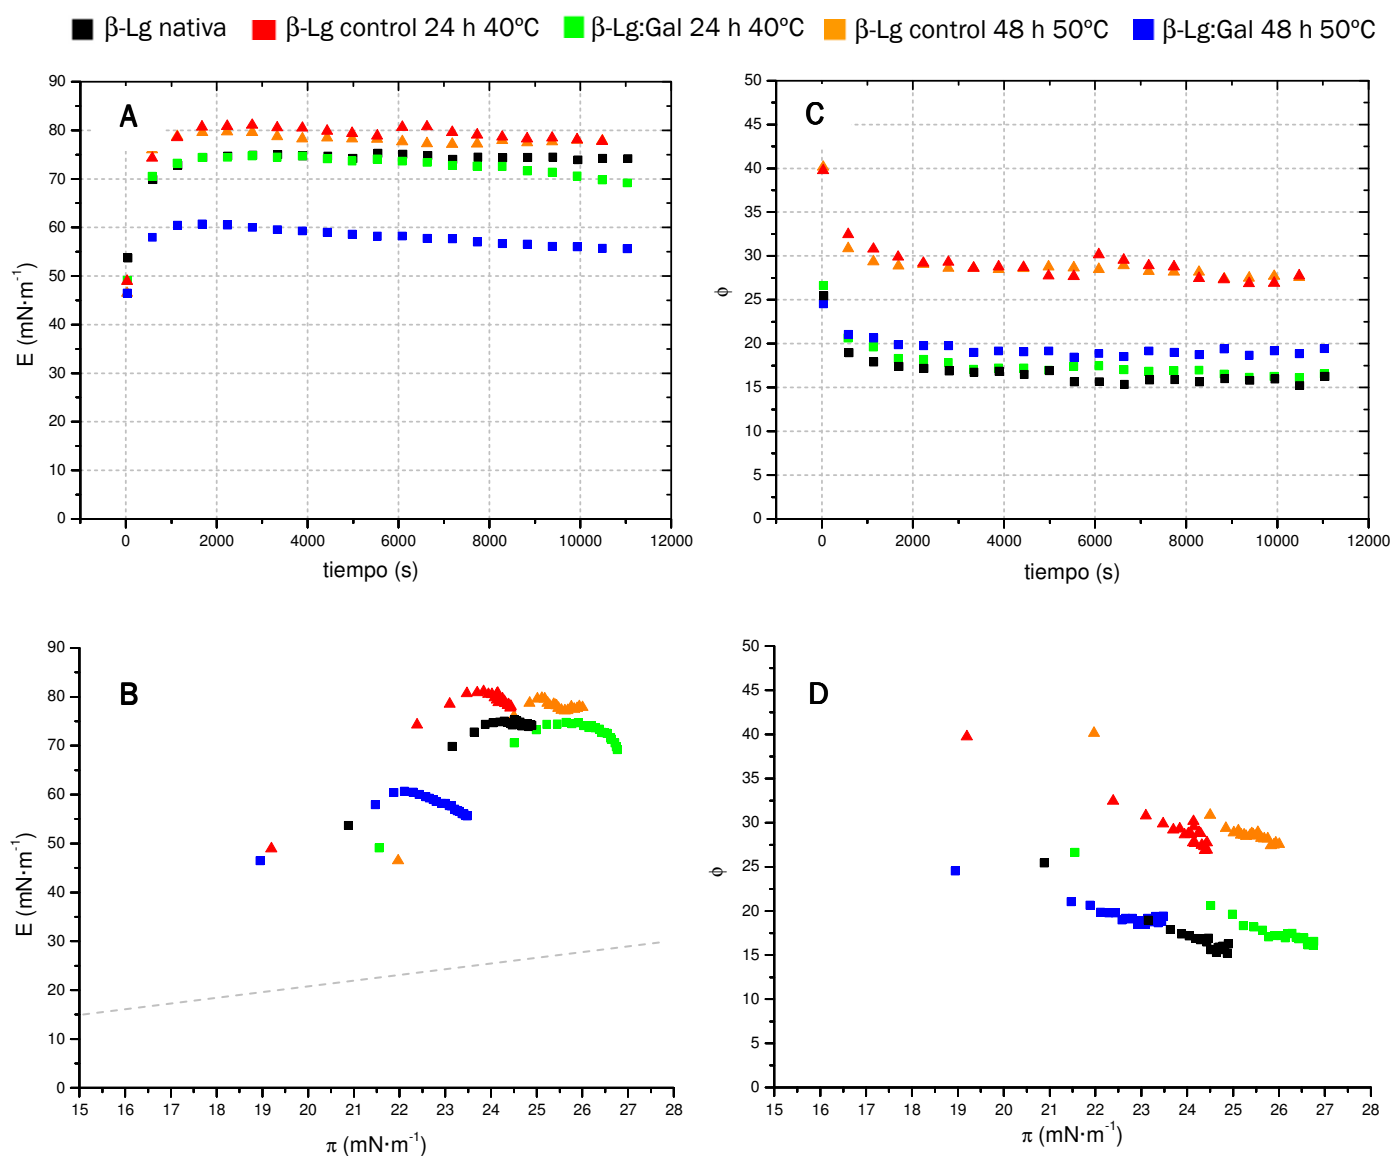 β-Lg nativa β-Lg control 24 h 40ºC β-Lg:Gal 24 h 40ºC β-Lg control 48 h 50ºC β-Lg:Gal 48 h 50ºC
A
90
80
70
60
50
40
30
20
10
0
E (mN·m⁻¹)
0 2000 4000 6000 8000 10000 12000
tiempo (s)
C
50
45
40
35
30
25
20
15
10
5
0
ϕ
0 2000 4000 6000 8000 10000 12000
tiempo (s)
B
90
80
70
60
50
40
30
20
10
0
E (mN·m⁻¹)
15 16 17 18 19 20 21 22 23 24 25 26 27 28
π (mN·m⁻¹)
D
50
45
40
35
30
25
20
15
10
5
0
ϕ
15 16 17 18 19 20 21 22 23 24 25 26 27 28
π (mN·m⁻¹)